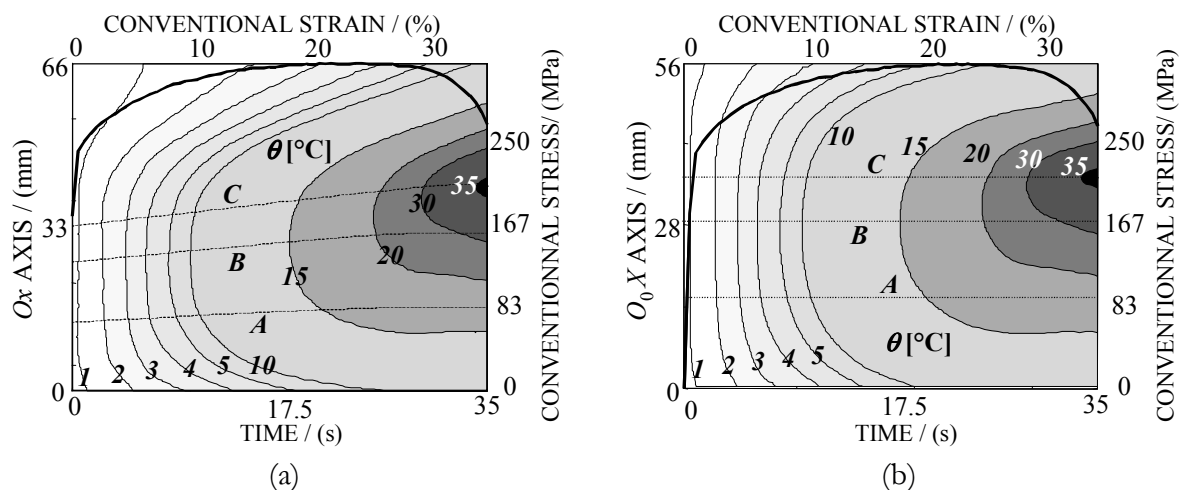 CONVENTIONAL STRAIN / (%)
0 10 20 30
66
33
0
Ox AXIS / (mm)
θ [°C]
C
B
A
35
30
20
15
1 2 3 4 5 10
250
167
83
0
CONVENTIONNAL STRESS/ (MPa)
0 17.5 35
TIME / (s)
(a)
CONVENTIONAL STRAIN / (%)
0 10 20 30
56
28
0
O₀ X AXIS / (mm)
10 15 20 30 35
C
B
A
θ [°C]
1 2 3 4 5
250
167
83
0
CONVENTIONNAL STRESS/ (MPa)
0 17.5 35
TIME / (s)
(b)